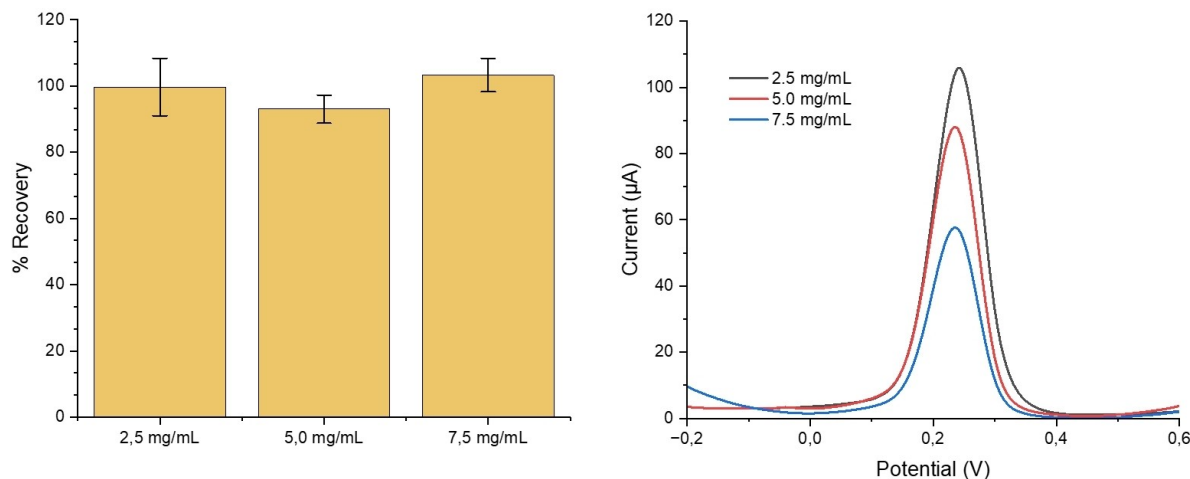 120
100
80
60
40
20
0
% Recovery
2,5 mg/mL
5,0 mg/mL
7,5 mg/mL
120
100
80
60
40
20
0
Current (µA)
2.5 mg/mL
5.0 mg/mL
7.5 mg/mL
−0,2
0,0
0,2
0,4
0,6
Potential (V)